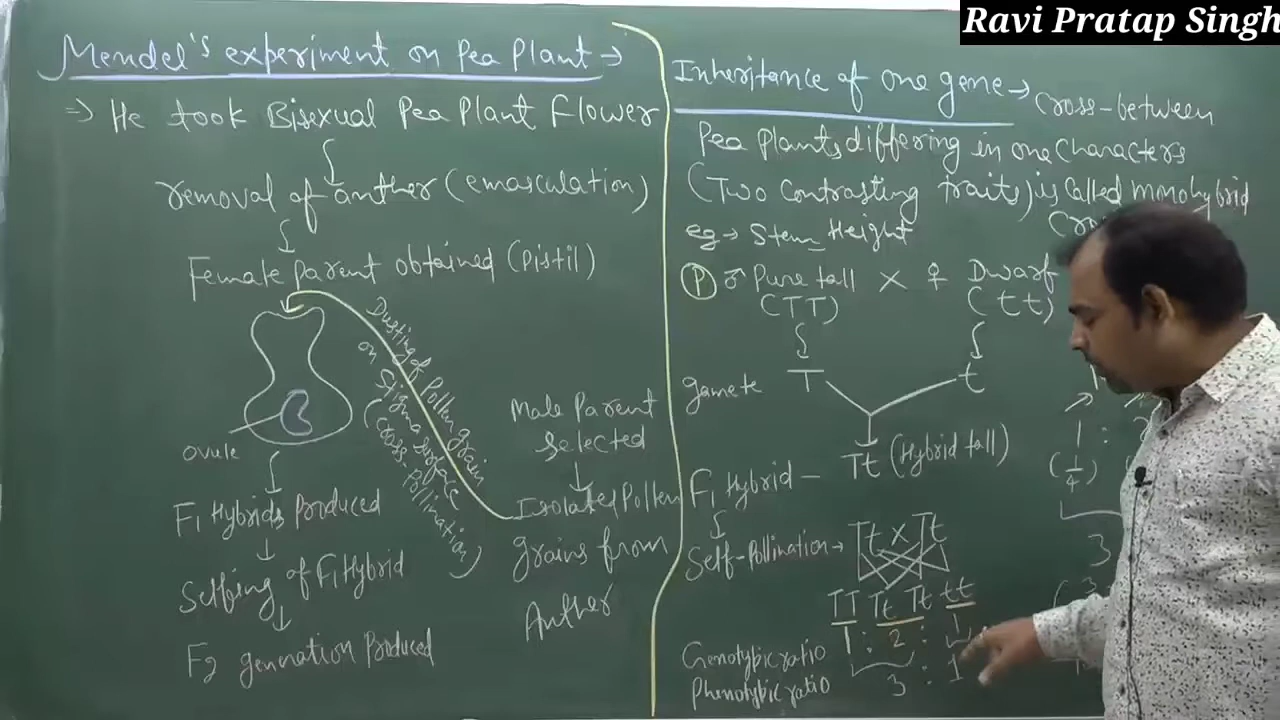 Ravi Pratap Singh
Mendel's experiment on Pea Plant →
⇒ He took Bisexual Pea Plant Flower
removal of anther (emasculation)
Female parent obtained (Pistil)
Dusting of Pollen grain
on Stigma surface
(Cross-Pollination)
ovule
Male Parent
Selected
Isolated Pollen
grains from
Anther
F1 Hybrids Produced
Selfing of F1 Hybrid
F2 generation Produced
Inheritance of one gene → Cross-between
Pea Plants differing in one Characters
(Two Contrasting traits) is Called monohybrid
eg → Stem Height
(P) ♂ Pure tall × ♀ Dwarf
(TT) (tt)
gamete T t
Tt (Hybrid tall)
F1 Hybrid —
Self-Pollination → Tt × Tt
TT Tt Tt tt
Genotypic ratio 1 : 2 : 1
Phenotypic ratio 3 : 1
1 :
(1/4)
3